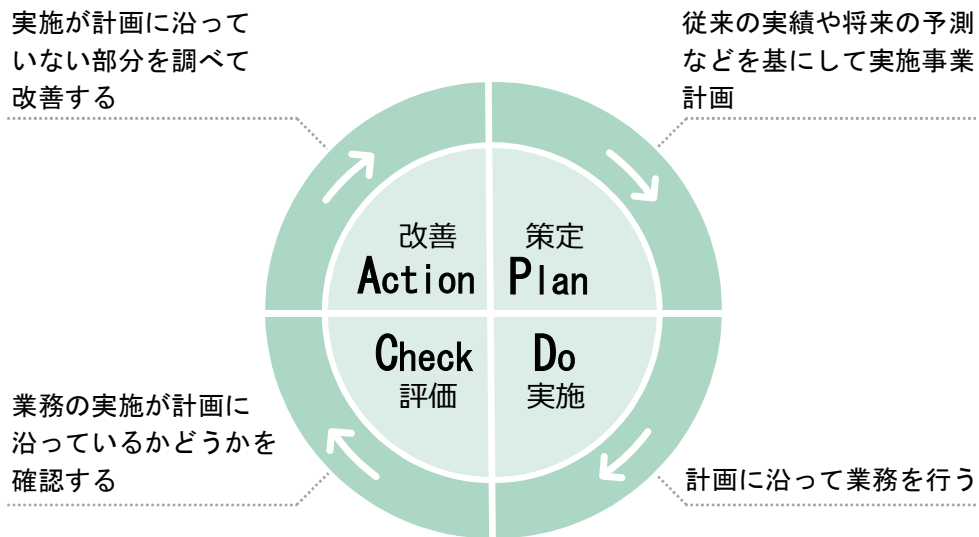 実施が計画に沿って
いない部分を調べて
改善する
従来の実績や将来の予測
などを基にして実施事業
計画
改善
Action
策定
Plan
Check
評価
Do
実施
業務の実施が計画に
沿っているかどうかを
確認する
計画に沿って業務を行う